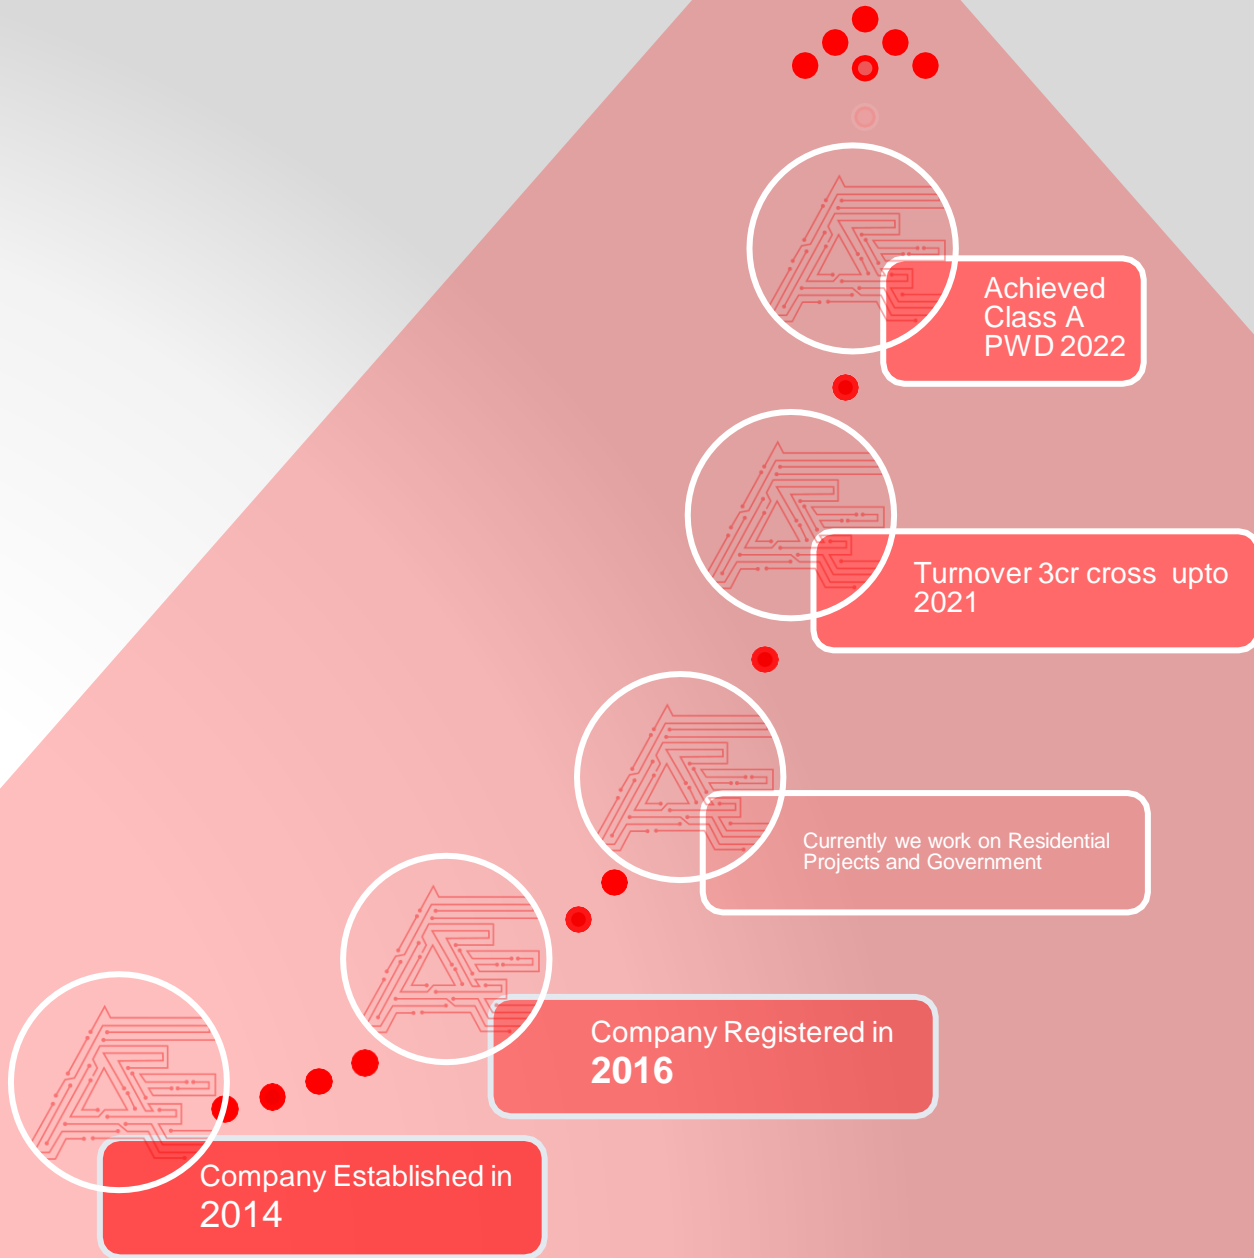 Achieved
Class A
PWD 2022
Turnover 3cr cross upto
2021
Currently we work on Residential
Projects and Government
Company Registered in
2016
Company Established in
2014